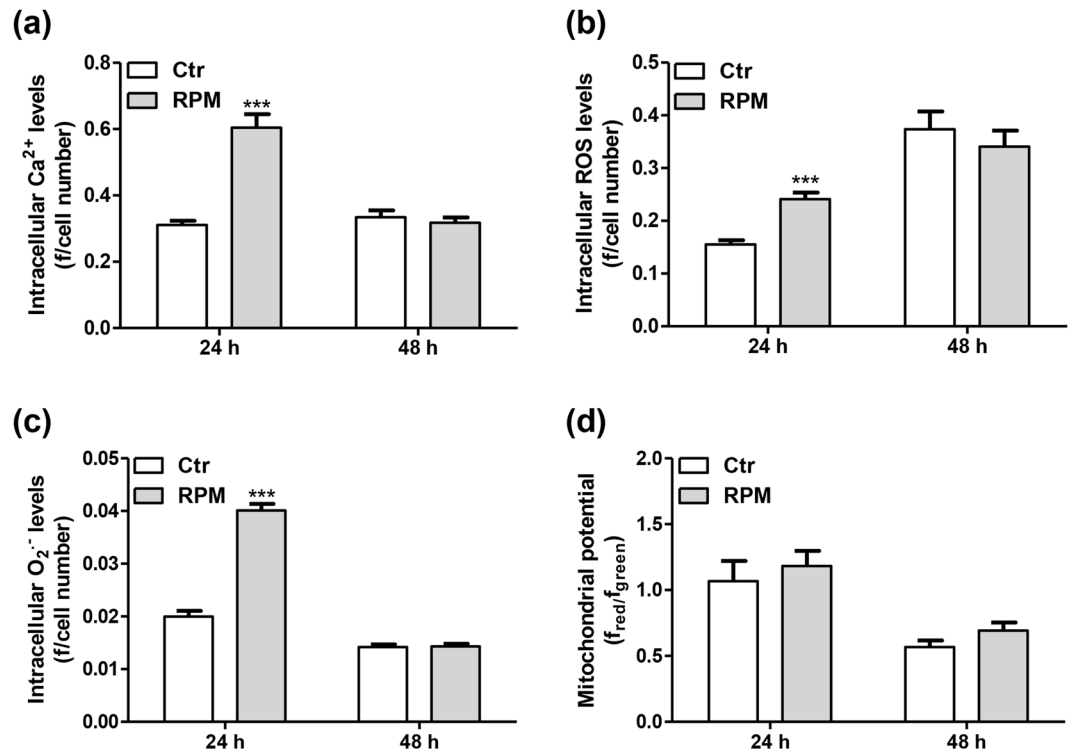 (a)
Intracellular Ca²⁺ levels
(f/cell number)
0.8
0.6
0.4
0.2
0.0
Ctr
RPM
***
24 h
48 h
(b)
Intracellular ROS levels
(f/cell number)
0.5
0.4
0.3
0.2
0.1
0.0
Ctr
RPM
***
24 h
48 h
(c)
Intracellular O₂·⁻ levels
(f/cell number)
0.05
0.04
0.03
0.02
0.01
0.00
Ctr
RPM
***
24 h
48 h
(d)
Mitochondrial potential
(f_red/f_green)
2.0
1.5
1.0
0.5
0.0
Ctr
RPM
24 h
48 h